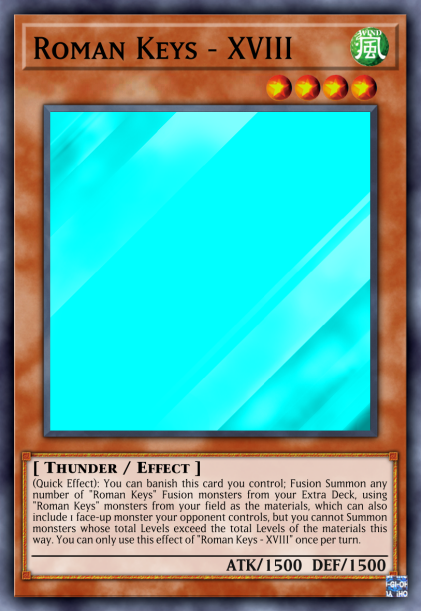 Roman Keys - XVIII
WIND
風
[ Thunder / Effect ]
(Quick Effect): You can banish this card you control; Fusion Summon any
number of "Roman Keys" Fusion monsters from your Extra Deck, using
"Roman Keys" monsters from your field as the materials, which can also
include 1 face-up monster your opponent controls, but you cannot Summon
monsters whose total Levels exceed the total Levels of the materials this
way. You can only use this effect of "Roman Keys - XVIII" once per turn.
ATK/1500 DEF/1500